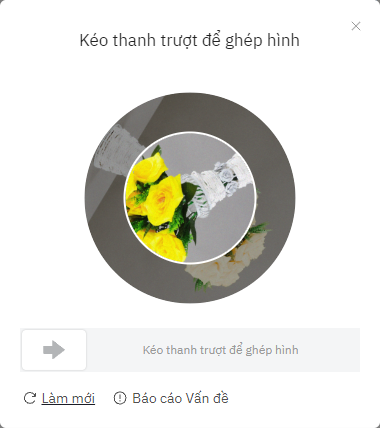 Kéo thanh trượt để ghép hình
Kéo thanh trượt để ghép hình
Làm mới
Báo cáo Vấn đề